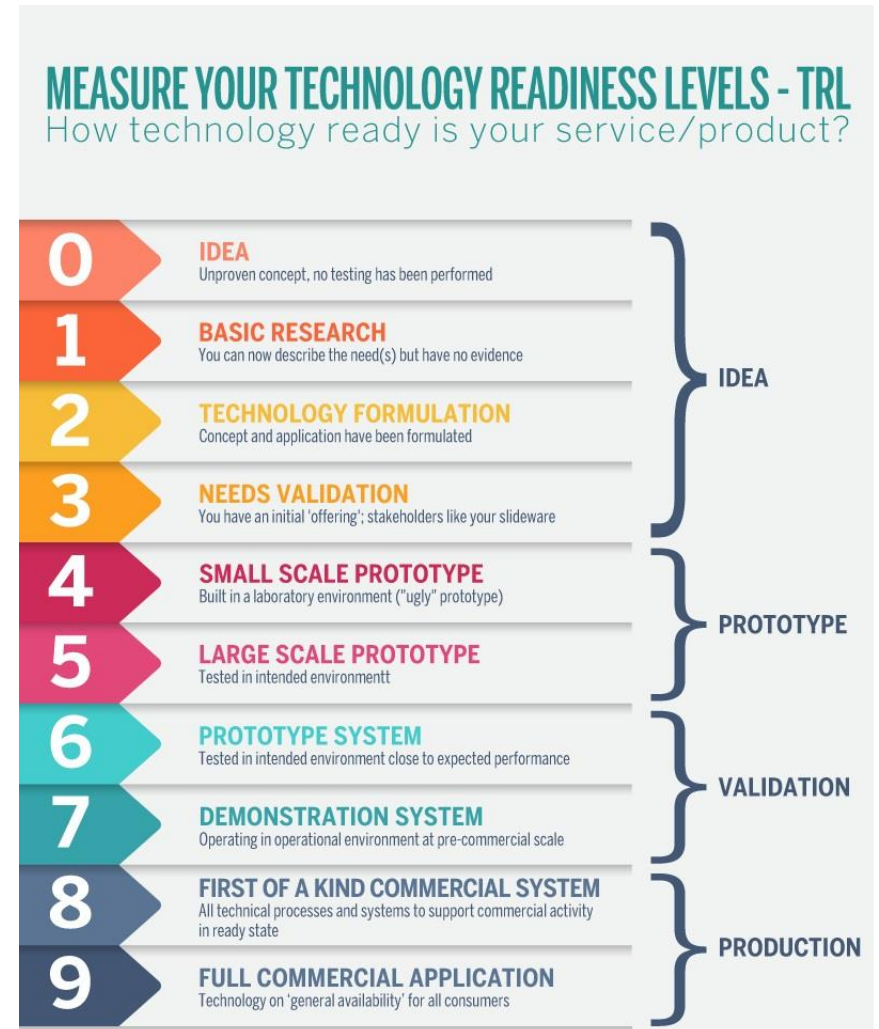 MEASURE YOUR TECHNOLOGY READINESS LEVELS - TRL
How technology ready is your service/product?
0
IDEA
Unproven concept, no testing has been performed
1
BASIC RESEARCH
You can now describe the need(s) but have no evidence
2
TECHNOLOGY FORMULATION
Concept and application have been formulated
3
NEEDS VALIDATION
You have an initial 'offering'; stakeholders like your slideware
IDEA
4
SMALL SCALE PROTOTYPE
Built in a laboratory environment ("ugly" prototype)
5
LARGE SCALE PROTOTYPE
Tested in intended environmentt
PROTOTYPE
6
PROTOTYPE SYSTEM
Tested in intended environment close to expected performance
7
DEMONSTRATION SYSTEM
Operating in operational environment at pre-commercial scale
VALIDATION
8
FIRST OF A KIND COMMERCIAL SYSTEM
All technical processes and systems to support commercial activity
in ready state
9
FULL COMMERCIAL APPLICATION
Technology on 'general availability' for all consumers
PRODUCTION